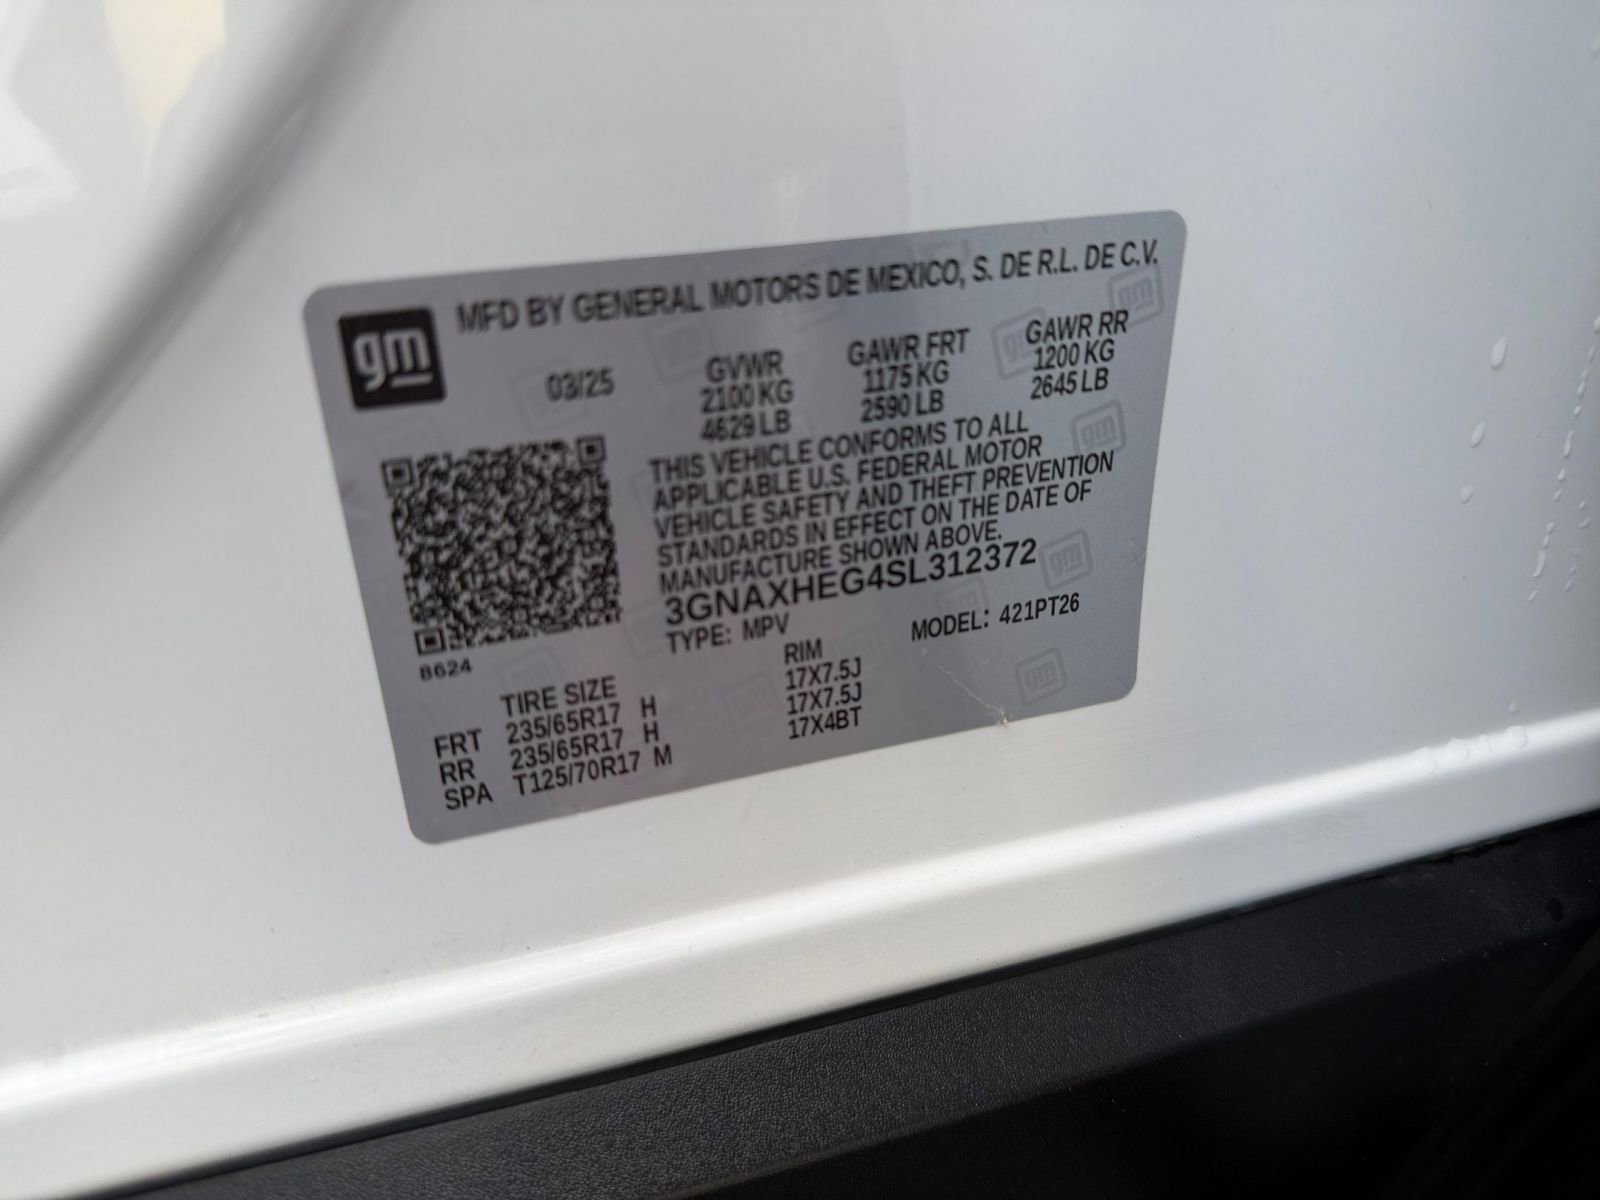 gm
MFD BY GENERAL MOTORS DE MEXICO, S. DE R.L. DE C.V.
03/25
GVWR GAWR FRT GAWR RR
2100 KG 1175 KG 1200 KG
4629 LB 2590 LB 2645 LB
THIS VEHICLE CONFORMS TO ALL
APPLICABLE U.S. FEDERAL MOTOR
VEHICLE SAFETY AND THEFT PREVENTION
STANDARDS IN EFFECT ON THE DATE OF
MANUFACTURE SHOWN ABOVE.
3GNAXHEG4SL312372
TYPE: MPV MODEL: 421PT26
8624
TIRE SIZE RIM
FRT 235/65R17 H 17X7.5J
RR 235/65R17 H 17X7.5J
SPA T125/70R17 M 17X4BT